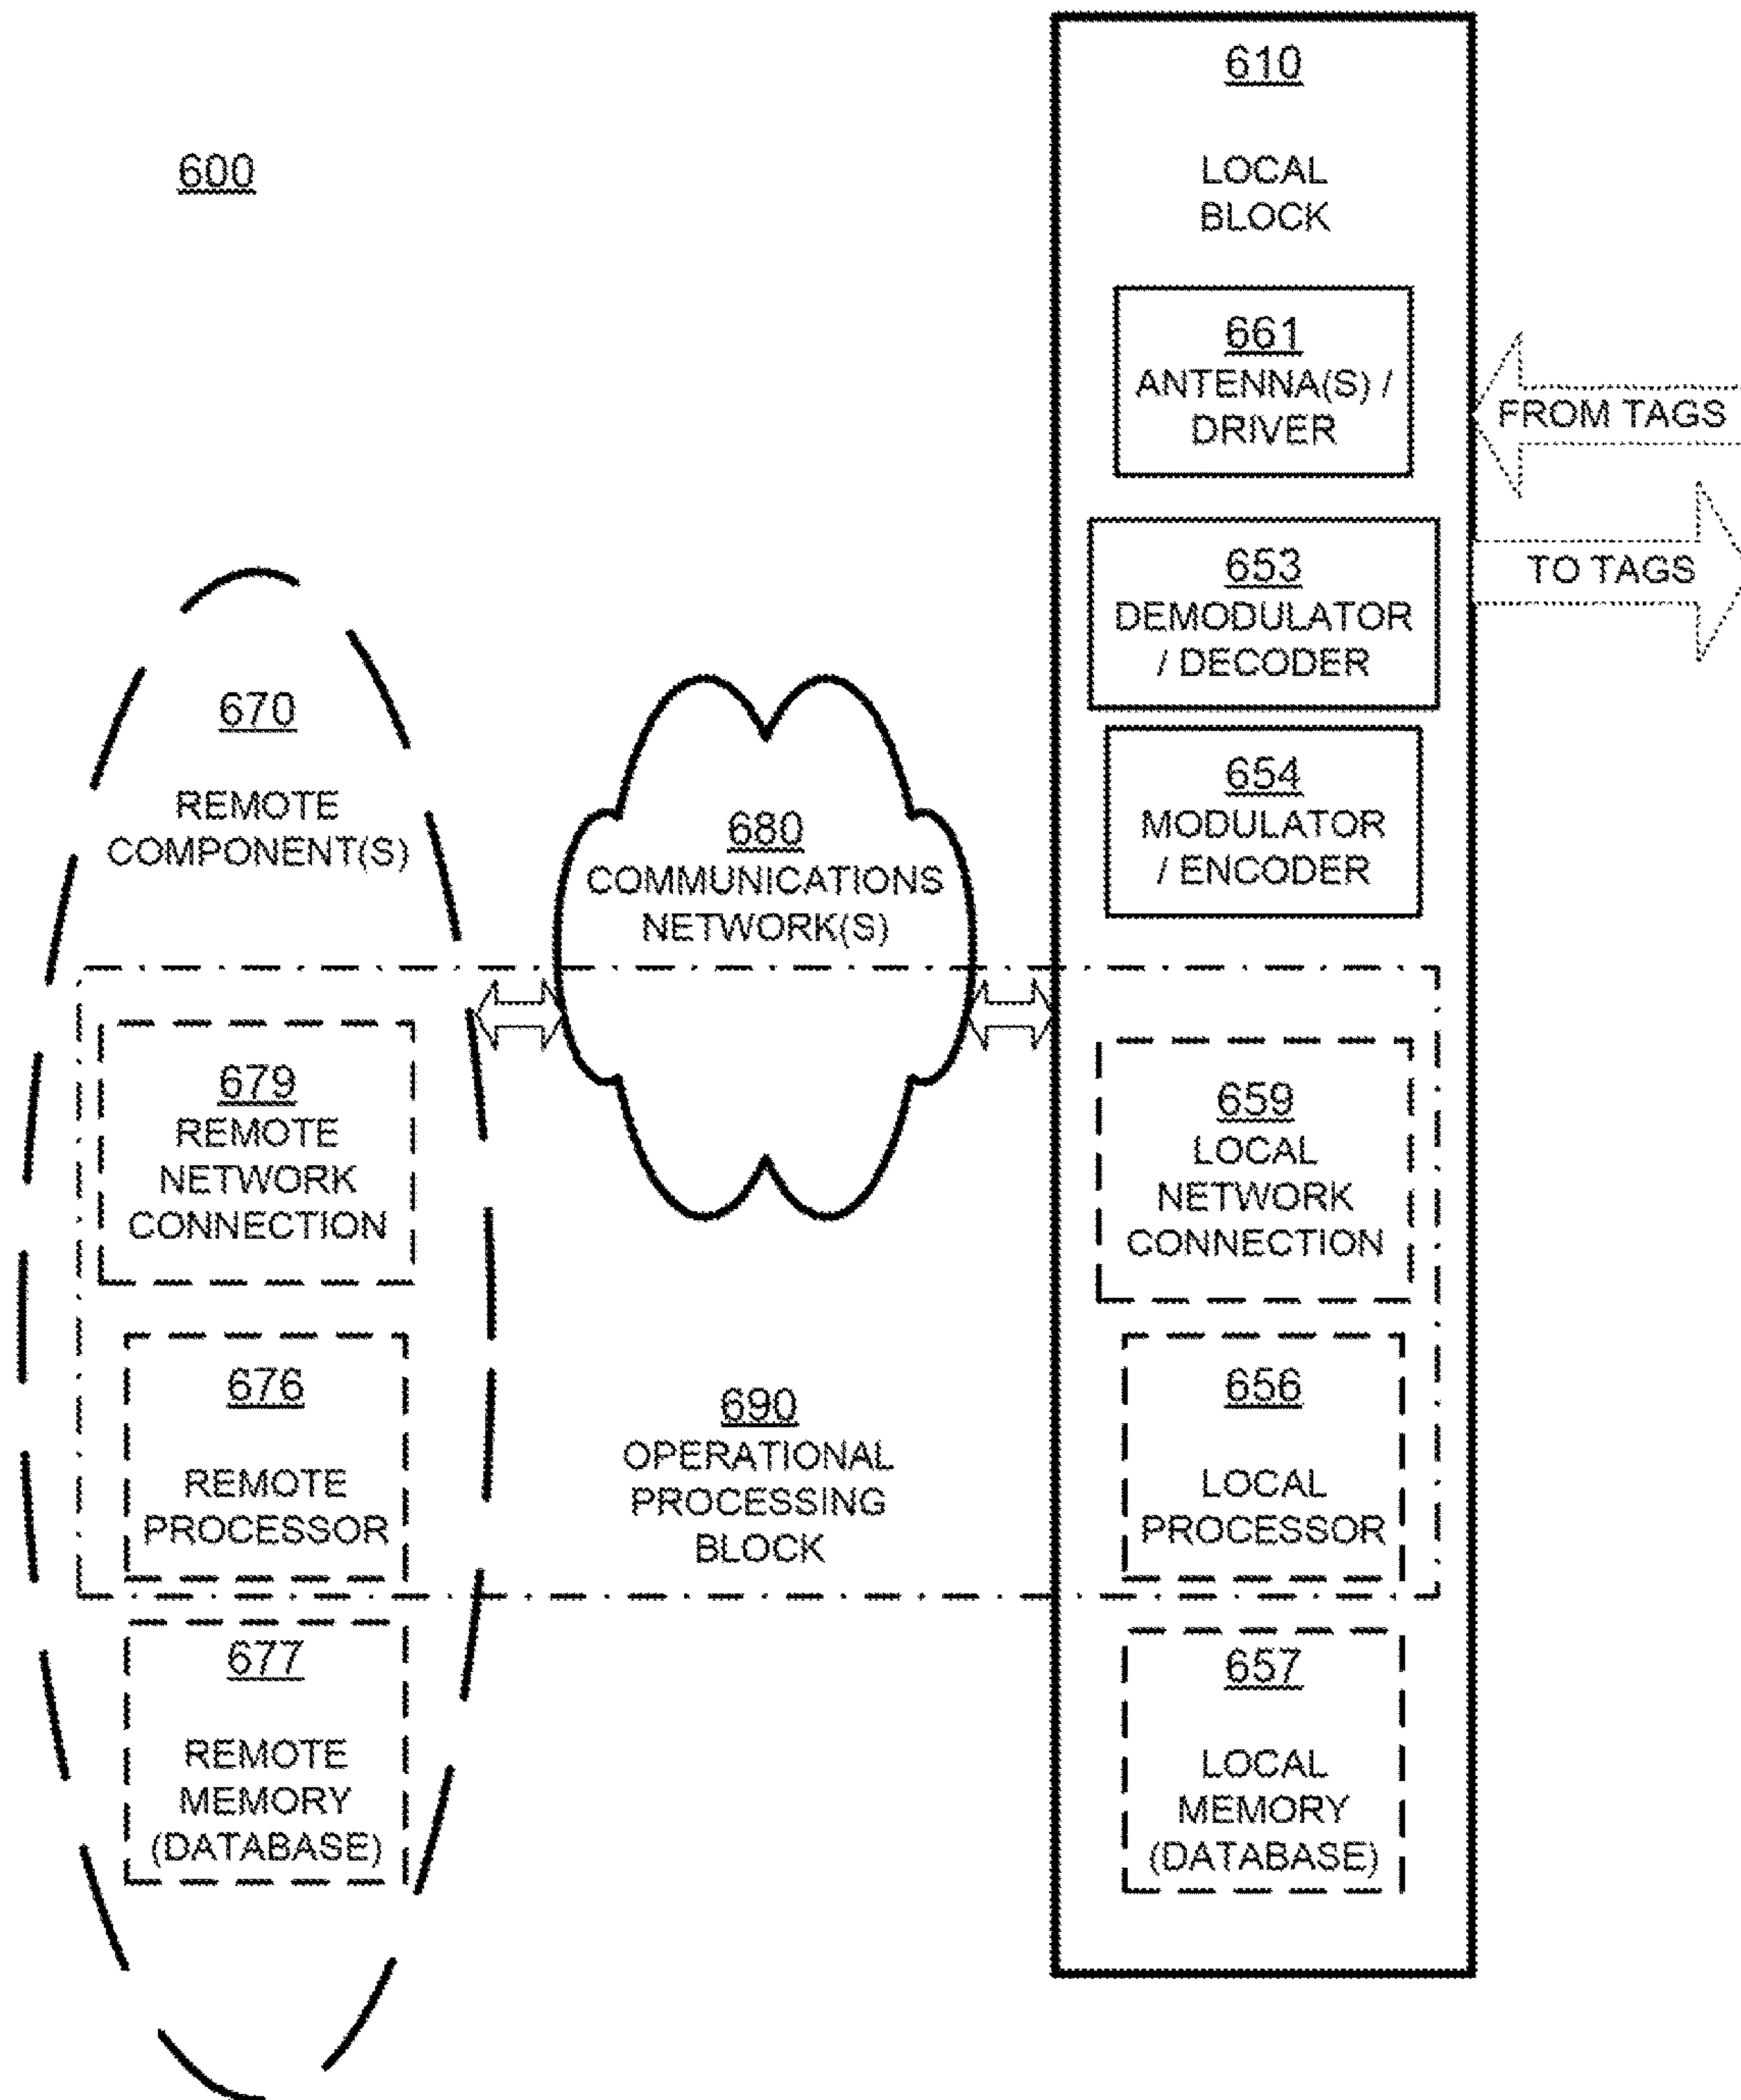 600
610
LOCAL
BLOCK
661
ANTENNA(S) /
DRIVER
FROM TAGS
653
DEMODULATOR
/ DECODER
TO TAGS
654
MODULATOR
/ ENCODER
670
REMOTE
COMPONENT(S)
680
COMMUNICATIONS
NETWORK(S)
679
REMOTE
NETWORK
CONNECTION
659
LOCAL
NETWORK
CONNECTION
676
REMOTE
PROCESSOR
690
OPERATIONAL
PROCESSING
BLOCK
656
LOCAL
PROCESSOR
677
REMOTE
MEMORY
(DATABASE)
657
LOCAL
MEMORY
(DATABASE)